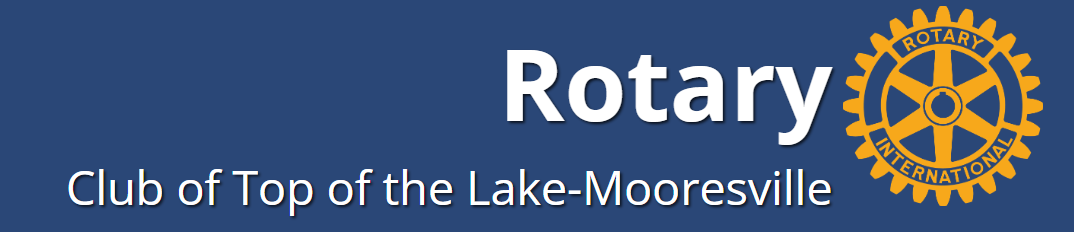 Rotary
Club of Top of the Lake-Mooresville
ROTARY
INTERNATIONAL